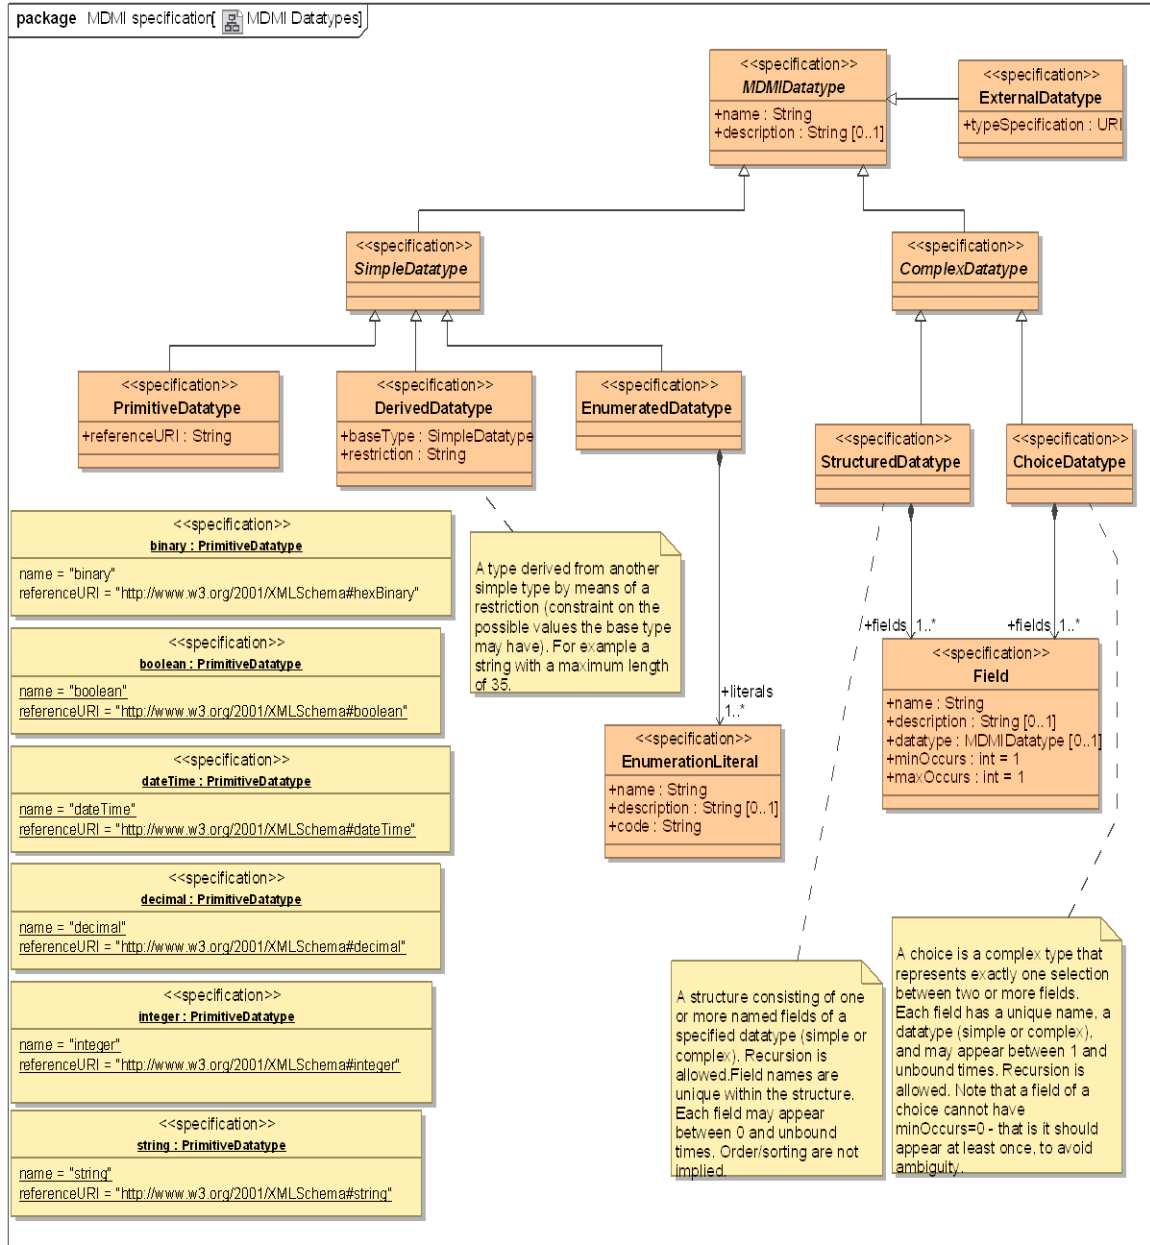 package MDMI specification[ MDMI Datatypes]
<<specification>>
MDMIDatatype
+name : String
+description : String [0..1]
<<specification>>
ExternalDatatype
+typeSpecification : URI
<<specification>>
SimpleDatatype
<<specification>>
ComplexDatatype
<<specification>>
PrimitiveDatatype
+referenceURI : String
<<specification>>
DerivedDatatype
+baseType : SimpleDatatype
+restriction : String
<<specification>>
EnumeratedDatatype
<<specification>>
StructuredDatatype
<<specification>>
ChoiceDatatype
<<specification>>
binary : PrimitiveDatatype
name = "binary"
referenceURI = "http://www.w3.org/2001/XMLSchema#hexBinary"
A type derived from another
simple type by means of a
restriction (constraint on the
possible values the base type
may have). For example a
string with a maximum length
of 35.
+fields 1..*
+fields 1..*
<<specification>>
boolean : PrimitiveDatatype
name = "boolean"
referenceURI = "http://www.w3.org/2001/XMLSchema#boolean"
<<specification>>
Field
+name : String
+description : String [0..1]
+datatype : MDMIDatatype [0..1]
+minOccurs : int = 1
+maxOccurs : int = 1
+literals
1..*
<<specification>>
EnumerationLiteral
+name : String
+description : String [0..1]
+code : String
<<specification>>
dateTime : PrimitiveDatatype
name = "dateTime"
referenceURI = "http://www.w3.org/2001/XMLSchema#dateTime"
<<specification>>
decimal : PrimitiveDatatype
name = "decimal"
referenceURI = "http://www.w3.org/2001/XMLSchema#decimal"
<<specification>>
integer : PrimitiveDatatype
name = "integer"
referenceURI = "http://www.w3.org/2001/XMLSchema#integer"
<<specification>>
string : PrimitiveDatatype
name = "string"
referenceURI = "http://www.w3.org/2001/XMLSchema#string"
A structure consisting of one
or more named fields of a
specified datatype (simple or
complex). Recursion is
allowed.Field names are
unique within the structure.
Each field may appear
between 0 and unbound
times. Order/sorting are not
implied.
A choice is a complex type that
represents exactly one selection
between two or more fields.
Each field has a unique name, a
datatype (simple or complex),
and may appear between 1 and
unbound times. Recursion is
allowed. Note that a field of a
choice cannot have
minOccurs=0 - that is it should
appear at least once, to avoid
ambiguity.